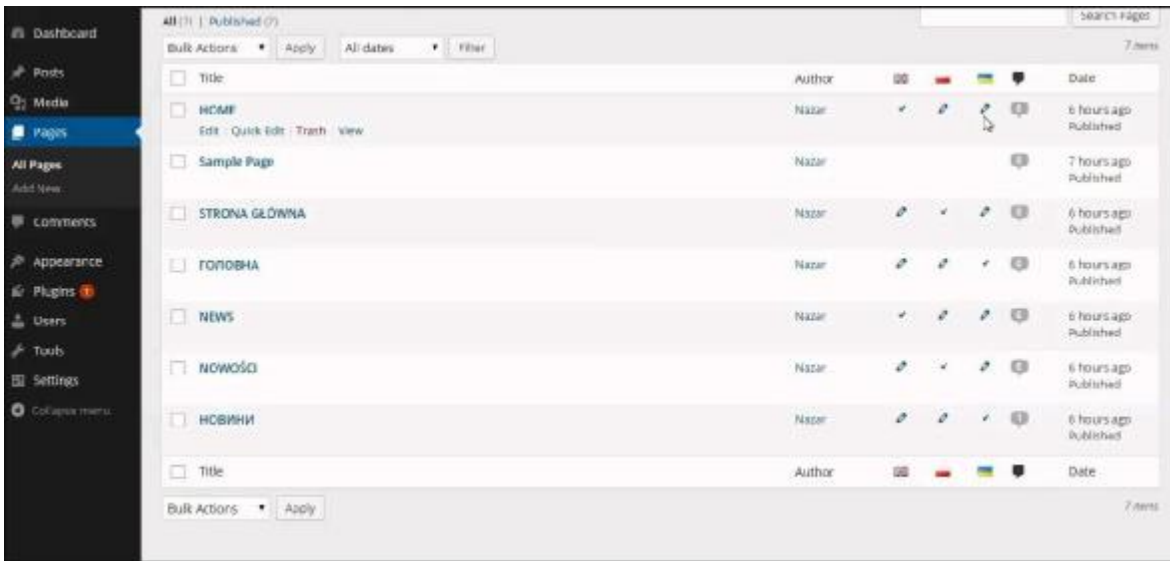 All (7) | Published (7)
Search Pages
Bulk Actions Apply All dates Filter
7 items
Dashboard
Posts
Media
Pages
All Pages
Add New
Comments
Appearance
Plugins 1
Users
Tools
Settings
Collapse menu
Title Author Date
HOME Nazar 6 hours ago
Edit | Quick Edit | Trash | View Published
Sample Page Nazar 7 hours ago
Published
STRONA GŁÓWNA Nazar 6 hours ago
Published
ГОЛОВНА Nazar 6 hours ago
Published
NEWS Nazar 6 hours ago
Published
NOWOŚCI Nazar 6 hours ago
Published
НОВИНИ Nazar 6 hours ago
Published
Title Author Date
Bulk Actions Apply
7 items